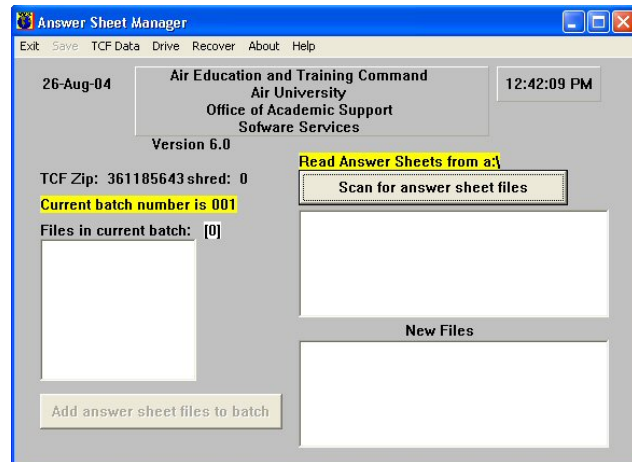 Answer Sheet Manager
Exit Save TCF Data Drive Recover About Help
26-Aug-04
Air Education and Training Command
Air University
Office of Academic Support
Sofware Services
12:42:09 PM
Version 6.0
Read Answer Sheets from a:\
TCF Zip: 361185643 shred: 0
Scan for answer sheet files
Current batch number is 001
Files in current batch: [0]
New Files
Add answer sheet files to batch